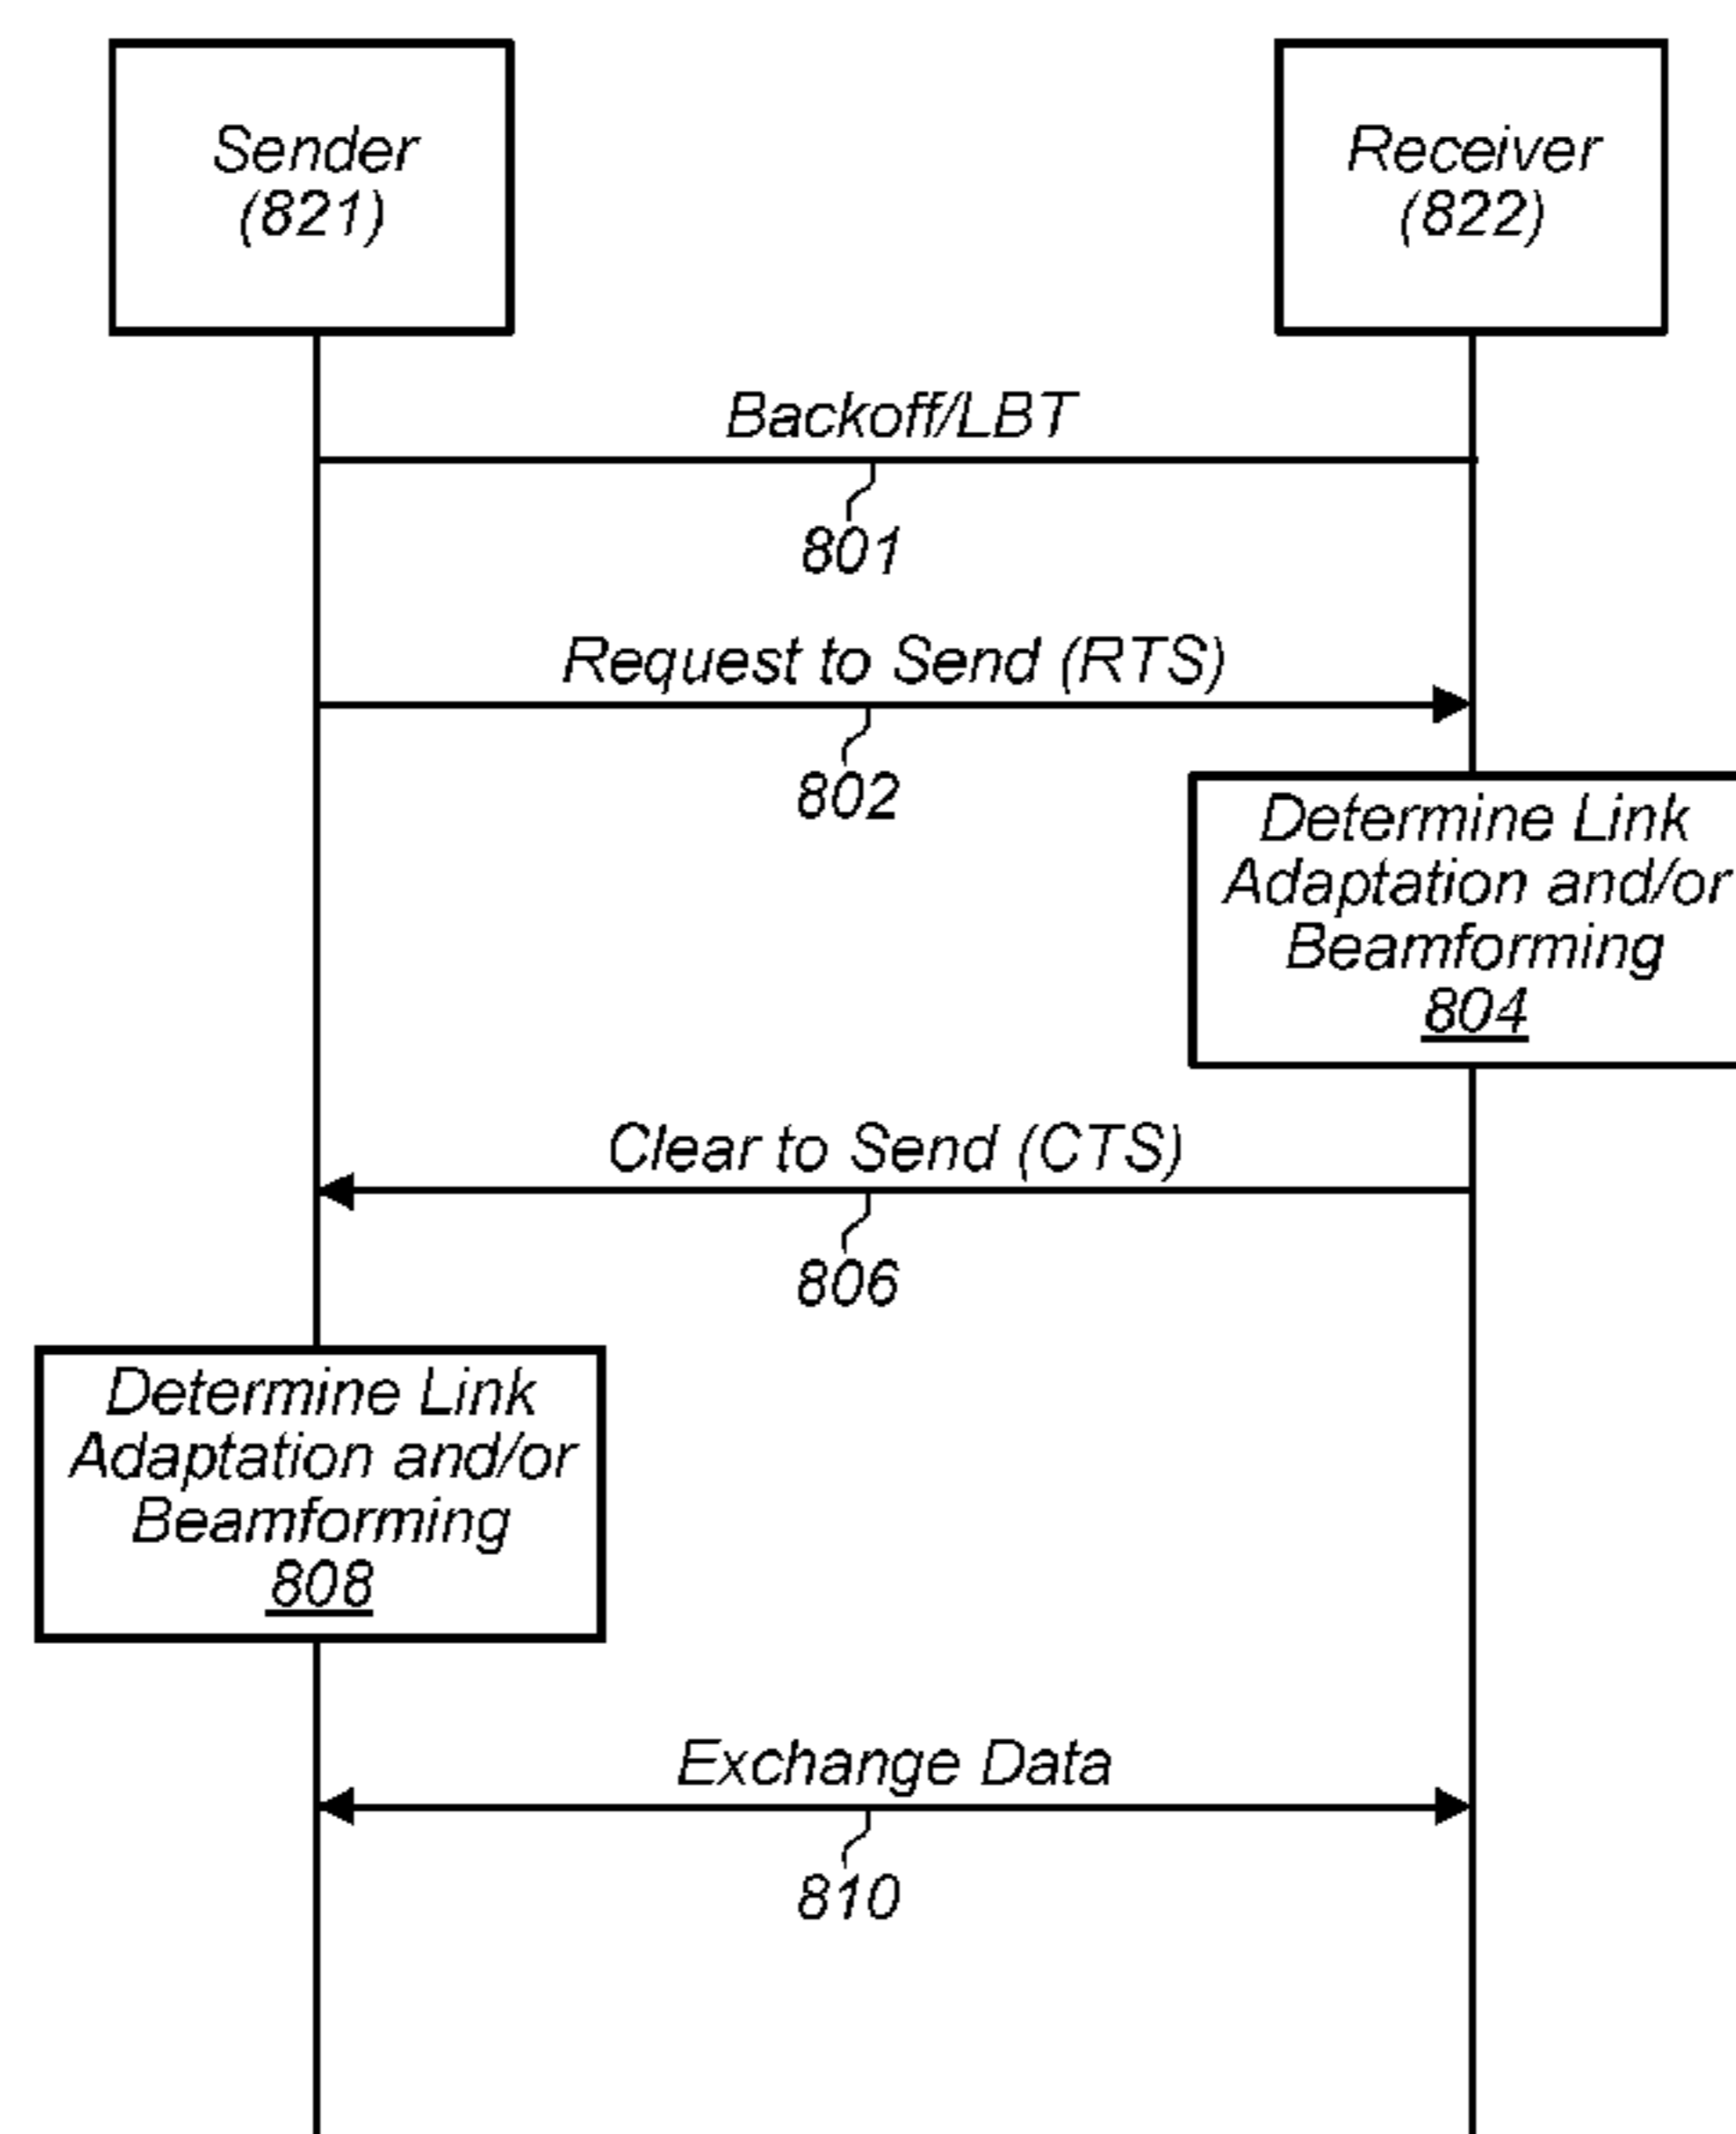 Sender
(821)
Receiver
(822)
Backoff/LBT
801
Request to Send (RTS)
802
Determine Link
Adaptation and/or
Beamforming
804
Clear to Send (CTS)
806
Determine Link
Adaptation and/or
Beamforming
808
Exchange Data
810